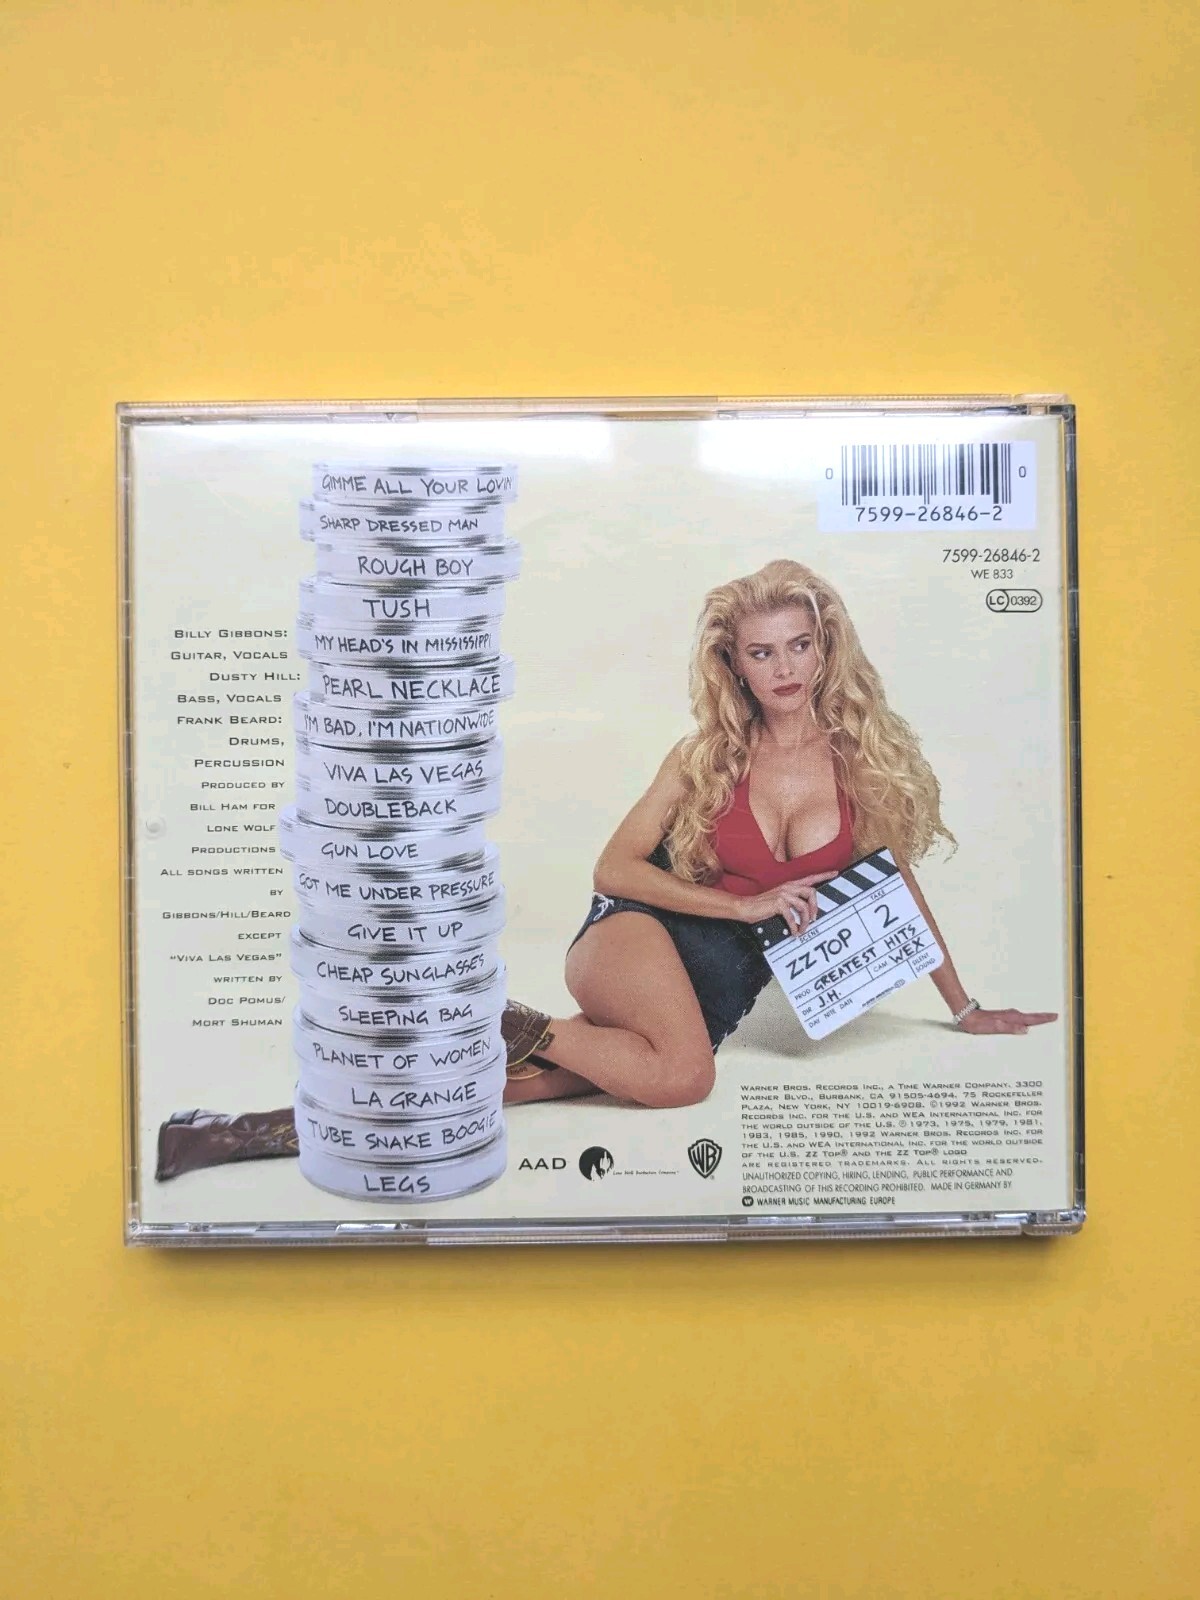 GIMME ALL YOUR LOVIN'
SHARP DRESSED MAN
ROUGH BOY
TUSH
MY HEAD'S IN MISSISSIPPI
PEARL NECKLACE
I'M BAD, I'M NATIONWIDE
VIVA LAS VEGAS
DOUBLEBACK
GUN LOVE
GOT ME UNDER PRESSURE
GIVE IT UP
CHEAP SUNGLASSES
SLEEPING BAG
PLANET OF WOMEN
LA GRANGE
TUBE SNAKE BOOGIE
LEGS
BILLY GIBBONS:
GUITAR, VOCALS
DUSTY HILL:
BASS, VOCALS
FRANK BEARD:
DRUMS,
PERCUSSION
PRODUCED BY
BILL HAM FOR
LONE WOLF
PRODUCTIONS
ALL SONGS WRITTEN
BY
GIBBONS/HILL/BEARD
EXCEPT
"VIVA LAS VEGAS"
WRITTEN BY
DOC POMUS/
MORT SHUMAN
0 0
7599-26846-2
7599-26846-2
WE 833
LC 0392
SCENE TAKE
ZZ TOP 2
PROD. GREATEST HITS
DIR J.H. CAM WEX
DAY NITE DATE SILENT
SOUND
AAD
WB
WARNER BROS. RECORDS INC., A TIME WARNER COMPANY, 3300
WARNER BLVD., BURBANK, CA 91505-4694. 75 ROCKEFELLER
PLAZA, NEW YORK, NY 10019-6908. ©1992 WARNER BROS.
RECORDS INC. FOR THE U.S. AND WEA INTERNATIONAL INC. FOR
THE WORLD OUTSIDE OF THE U.S. ℗ 1973, 1975, 1979, 1981,
1983, 1985, 1990, 1992 WARNER BROS. RECORDS INC. FOR
THE U.S. AND WEA INTERNATIONAL INC. FOR THE WORLD OUTSIDE
OF THE U.S. ZZ TOP® AND THE ZZ TOP® LOGO
ARE REGISTERED TRADEMARKS. ALL RIGHTS RESERVED.
UNAUTHORIZED COPYING, HIRING, LENDING, PUBLIC PERFORMANCE AND
BROADCASTING OF THIS RECORDING PROHIBITED. MADE IN GERMANY BY
WARNER MUSIC MANUFACTURING EUROPE